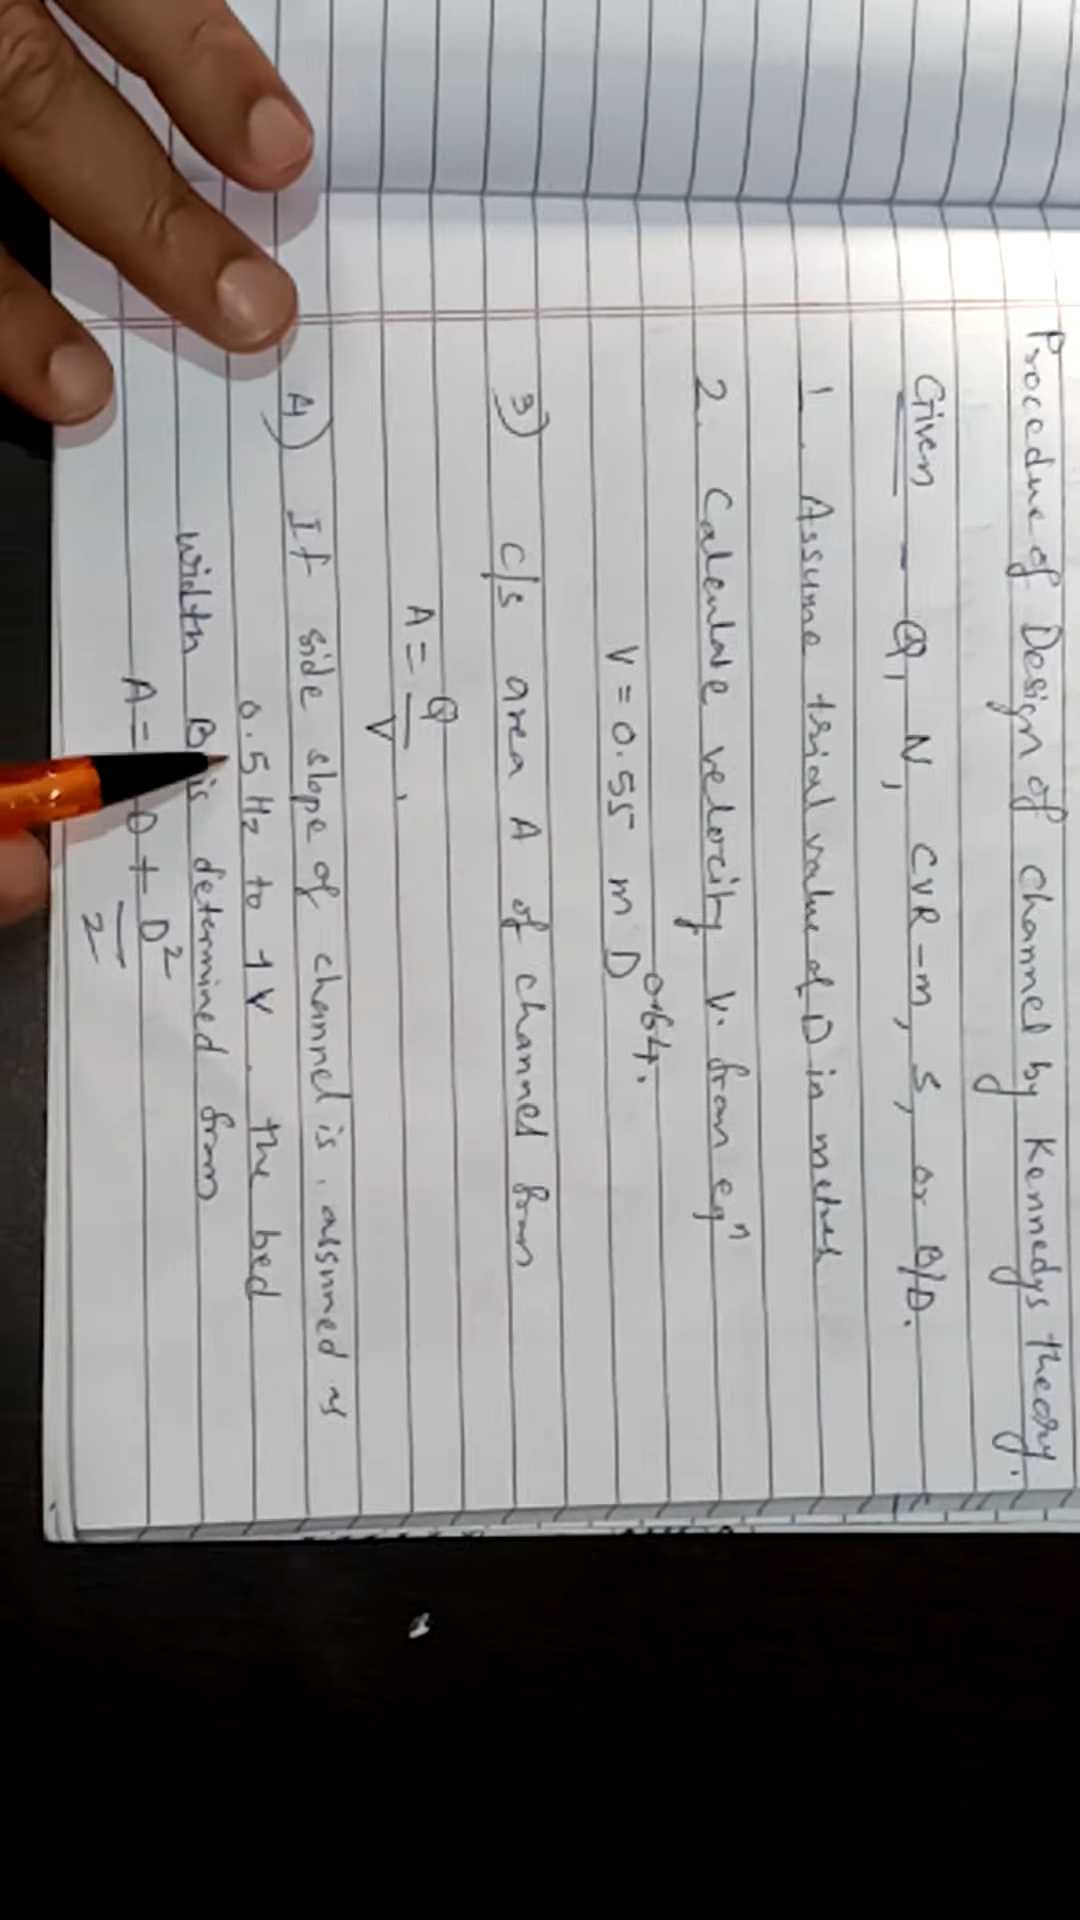 Procedure of Design of channel by Kennedys theory.
Given - Q, N, CVR-m, S, or B/D.
1. Assume trial value of D in metres
2. Calculate velocity V. from eqn
V = 0.55 m D^0.64.
3) c/s area A of channel from
A = Q/V,
4) If side slope of channel is, assumed as
0.5 Hz to 1V. the bed
width B is determined from
A = D + D²/2